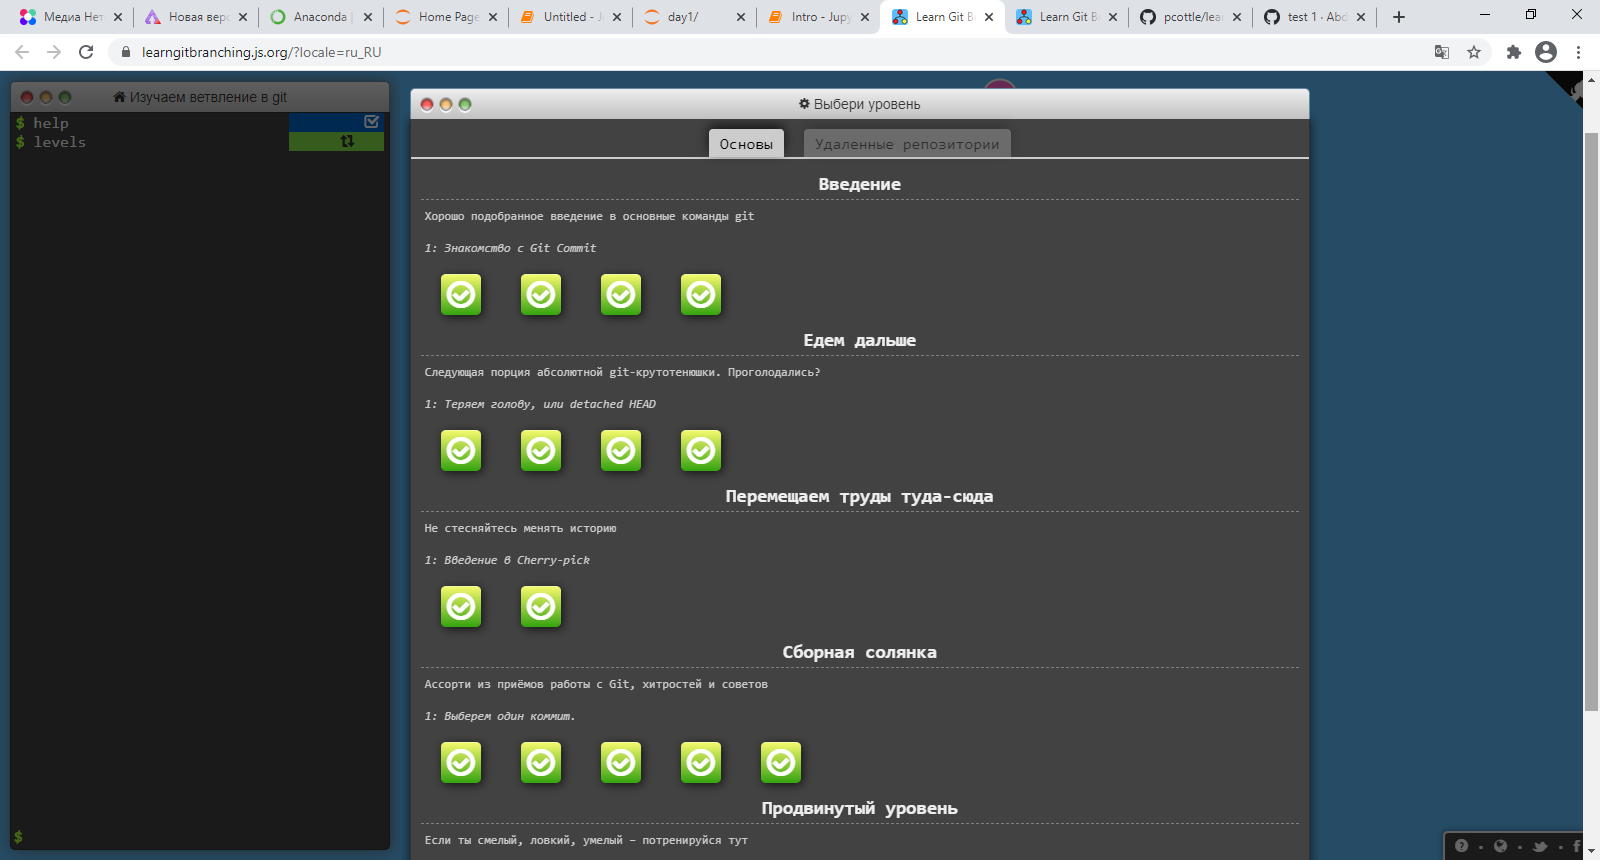 Медиа Нет
Новая верс
Anaconda |
Home Page
Untitled - J
day1/
Intro - Jupy
Learn Git B
Learn Git B
pcottle/lea
test 1 · Abd
learngitbranching.js.org/?locale=ru_RU
Изучаем ветвление в git
$ help
$ levels
$
Выбери уровень
Основы
Удаленные репозитории
Введение
Хорошо подобранное введение в основные команды git
1: Знакомство с Git Commit
Едем дальше
Следующая порция абсолютной git-крутотенюшки. Проголодались?
1: Теряем голову, или detached HEAD
Перемещаем труды туда-сюда
Не стесняйтесь менять историю
1: Введение в Cherry-pick
Сборная солянка
Ассорти из приёмов работы с Git, хитростей и советов
1: Выберем один коммит.
Продвинутый уровень
Если ты смелый, ловкий, умелый – потренируйся тут